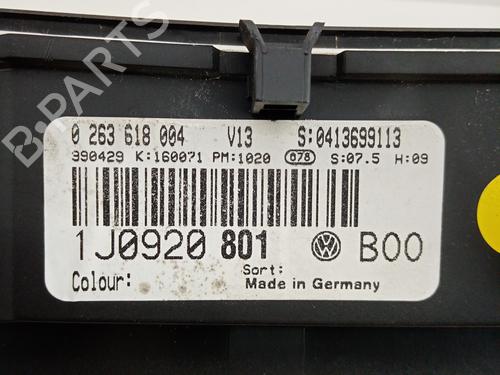 0 263 618 004 V13 S:0413699113
990429 K:160071 PM:1020 078 S:07.5 H:09
1J0920 801 B00
Sort:
Colour: Made in Germany
B-PARTS